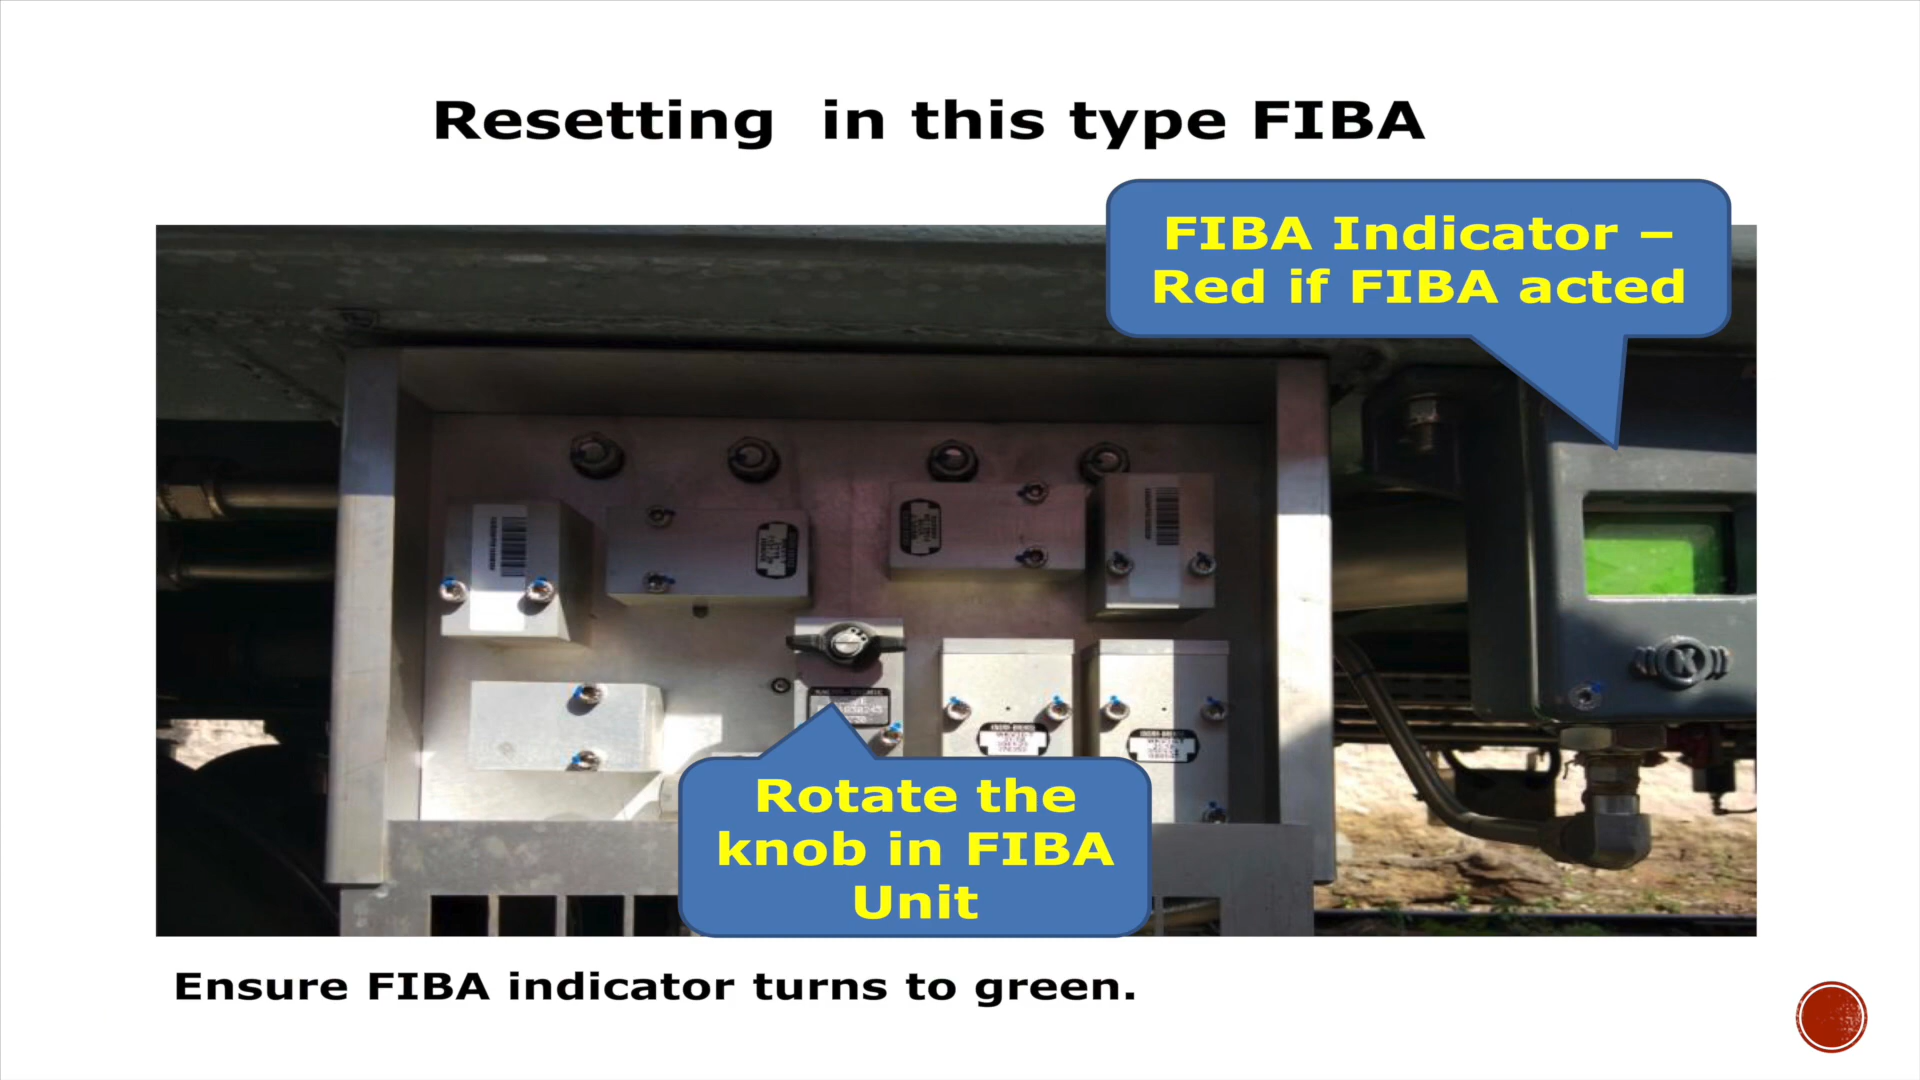 Resetting  in this type FIBA
FIBA Indicator –
Red if FIBA acted
Rotate the
knob in FIBA
Unit
Ensure FIBA indicator turns to green.